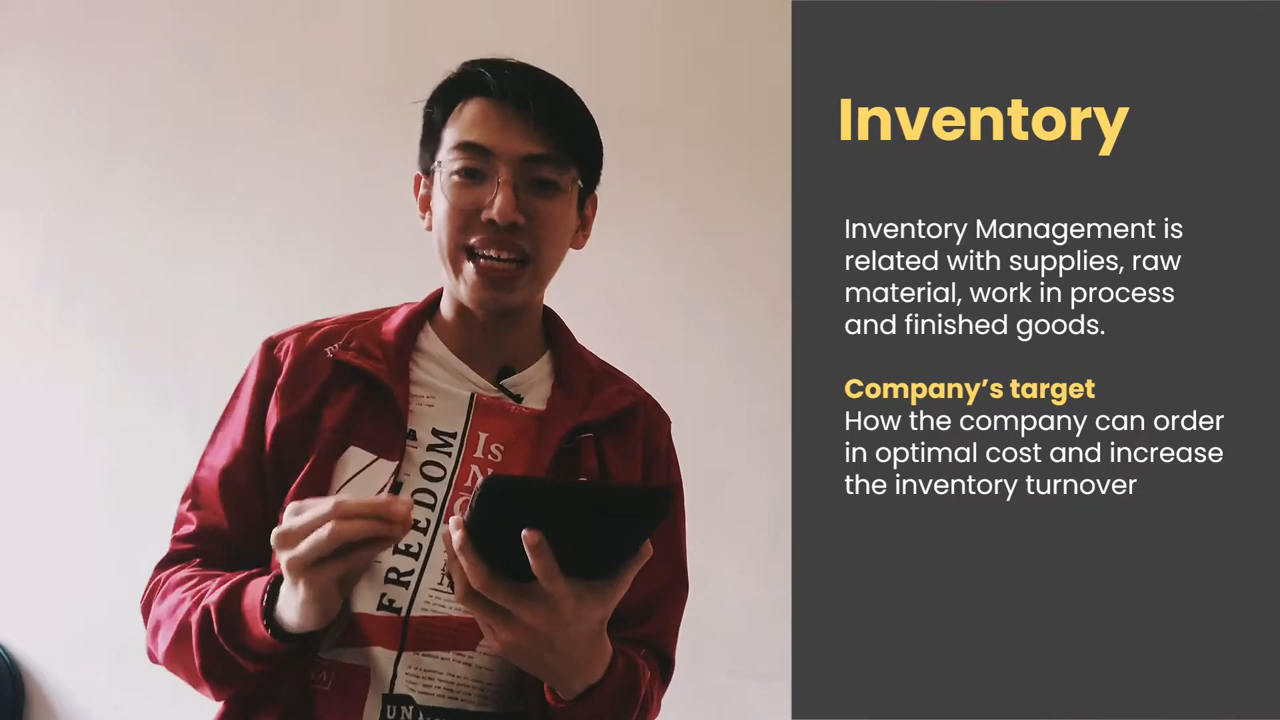 Inventory
Inventory Management is
related with supplies, raw
material, work in process
and finished goods.
Company's target
How the company can order
in optimal cost and increase
the inventory turnover
FREEDOM
Is